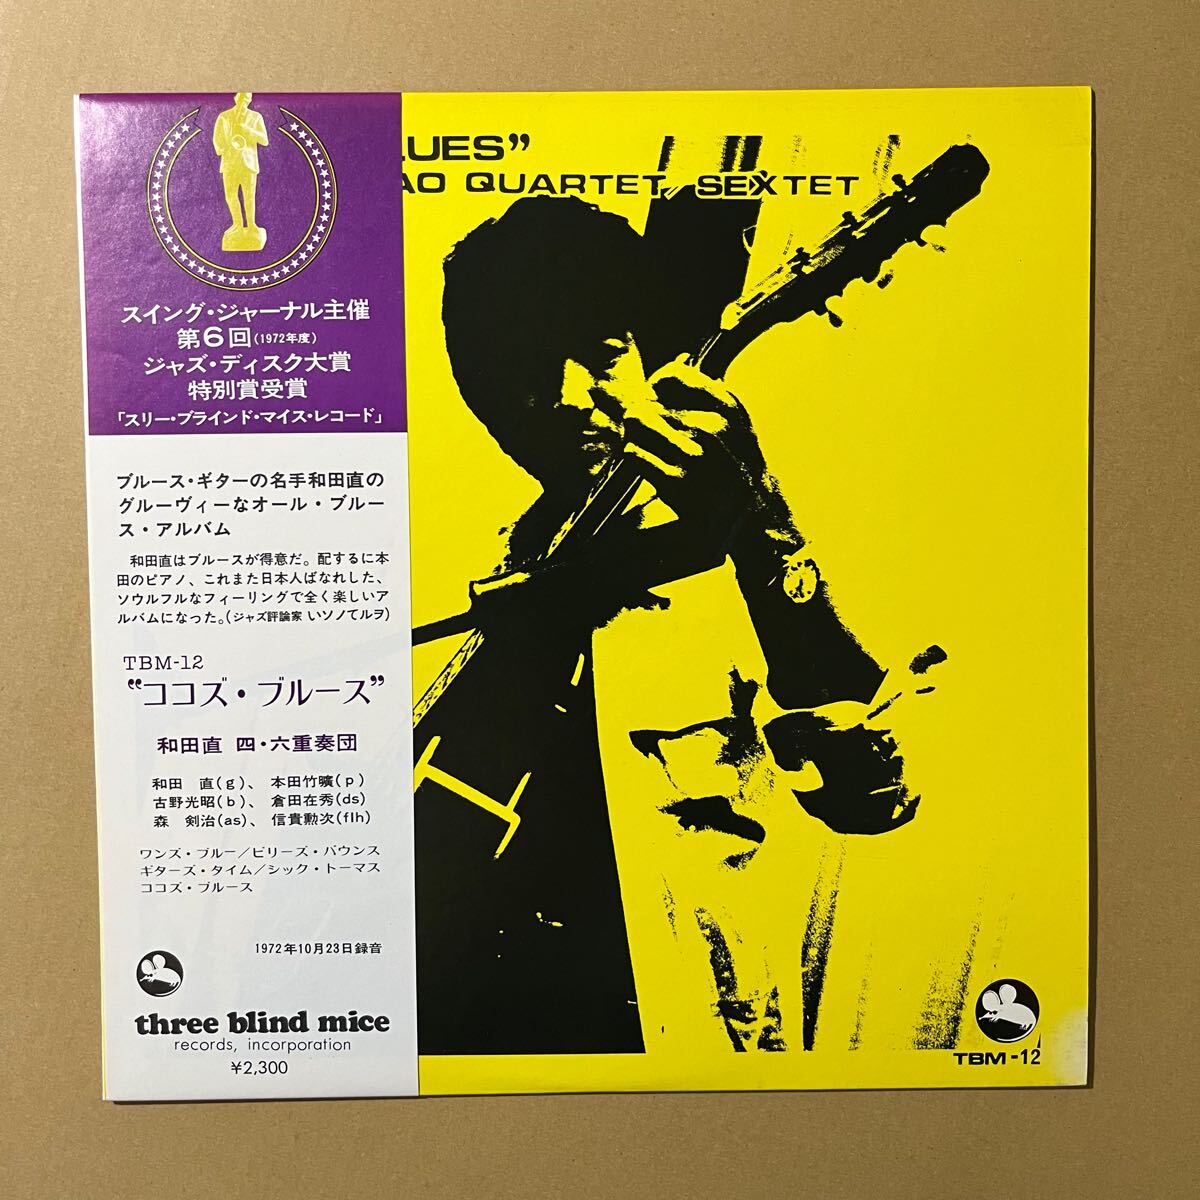 スイング・ジャーナル主催
第6回(1972年度)
ジャズ・ディスク大賞
特別賞受賞
「スリー・ブラインド・マイス・レコード」
ブルース・ギターの名手和田直の
グルーヴィーなオール・ブルー
ス・アルバム
和田直はブルースが得意だ。配するに本
田のピアノ、これまた日本人ばなれした、
ソウルフルなフィーリングで全く楽しいア
ルバムになった。(ジャズ評論家 いソノてルヲ)
TBM-12
“ココズ・ブルース”
和田直 四・六重奏団
和田 直(g)、 本田竹曠(p)
古野光昭(b)、 倉田在秀(ds)
森 剣治(as)、 信貴勲次(flh)
ワンズ・ブルー/ビリーズ・バウンス
ギターズ・タイム/シック・トーマス
ココズ・ブルース
1972年10月23日録音
three blind mice
records, incorporation
¥2,300
LUES”
AO QUARTET/SEXTET
TBM-12